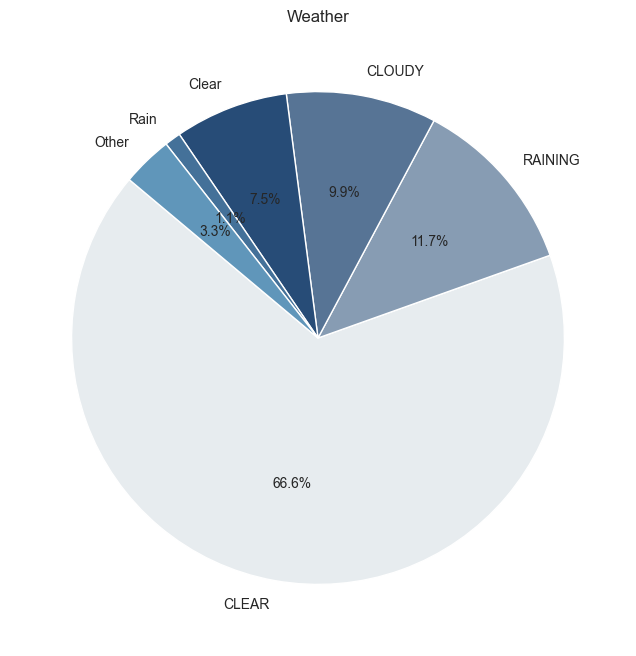 Weather
CLOUDY
Clear
RAINING
Rain
Other
9.9%
7.5%
1.1%
3.3%
11.7%
66.6%
CLEAR